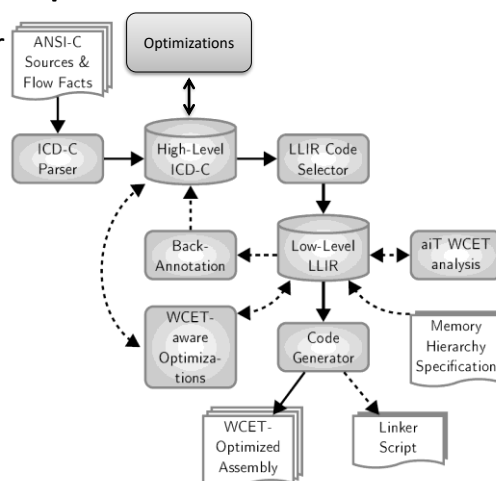 ANSI-C
Sources &
Flow Facts
Optimizations
ICD-C
Parser
High-Level
ICD-C
LLIR Code
Selector
Back-
Annotation
Low-Level
LLIR
aiT WCET
analysis
WCET-
aware
Optimiza-
tions
Code
Generator
Memory
Hierarchy
Specification
WCET-
Optimized
Assembly
Linker
Script